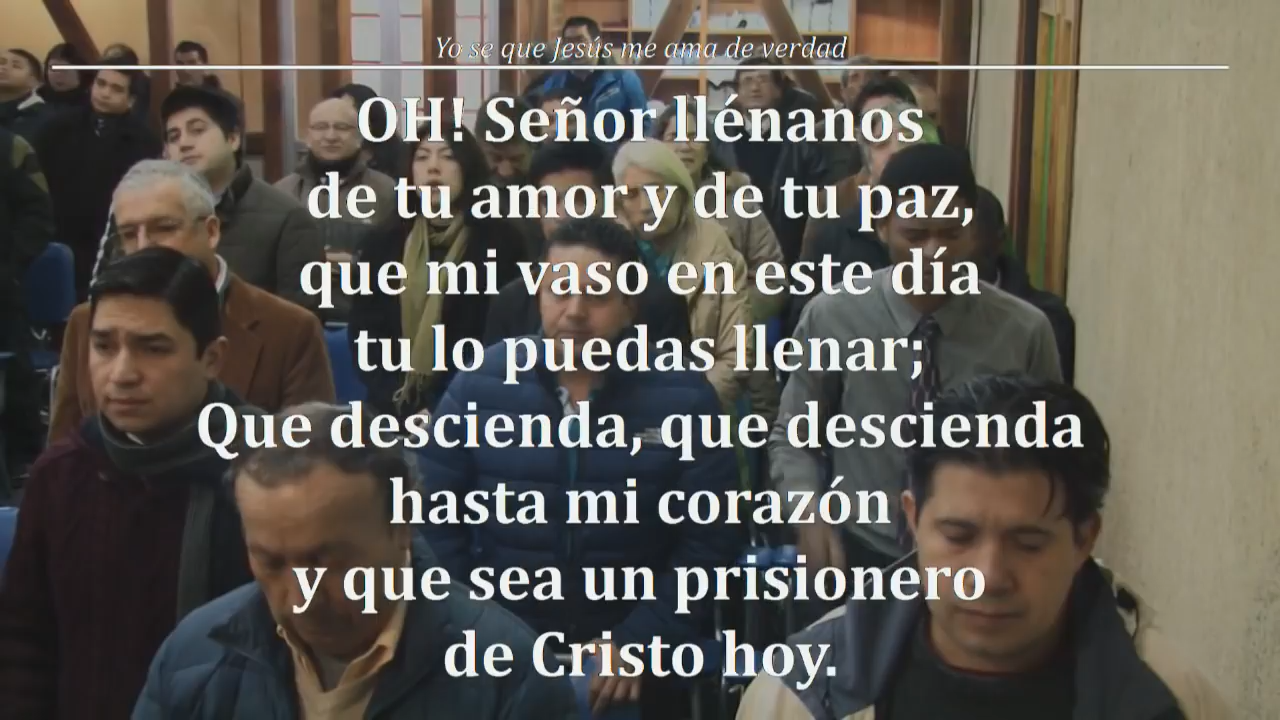 Yo se que Jesús me ama de verdad
OH! Señor llénanos
de tu amor y de tu paz,
que mi vaso en este día
tu lo puedas llenar;
Que descienda, que descienda
hasta mi corazón
y que sea un prisionero
de Cristo hoy.